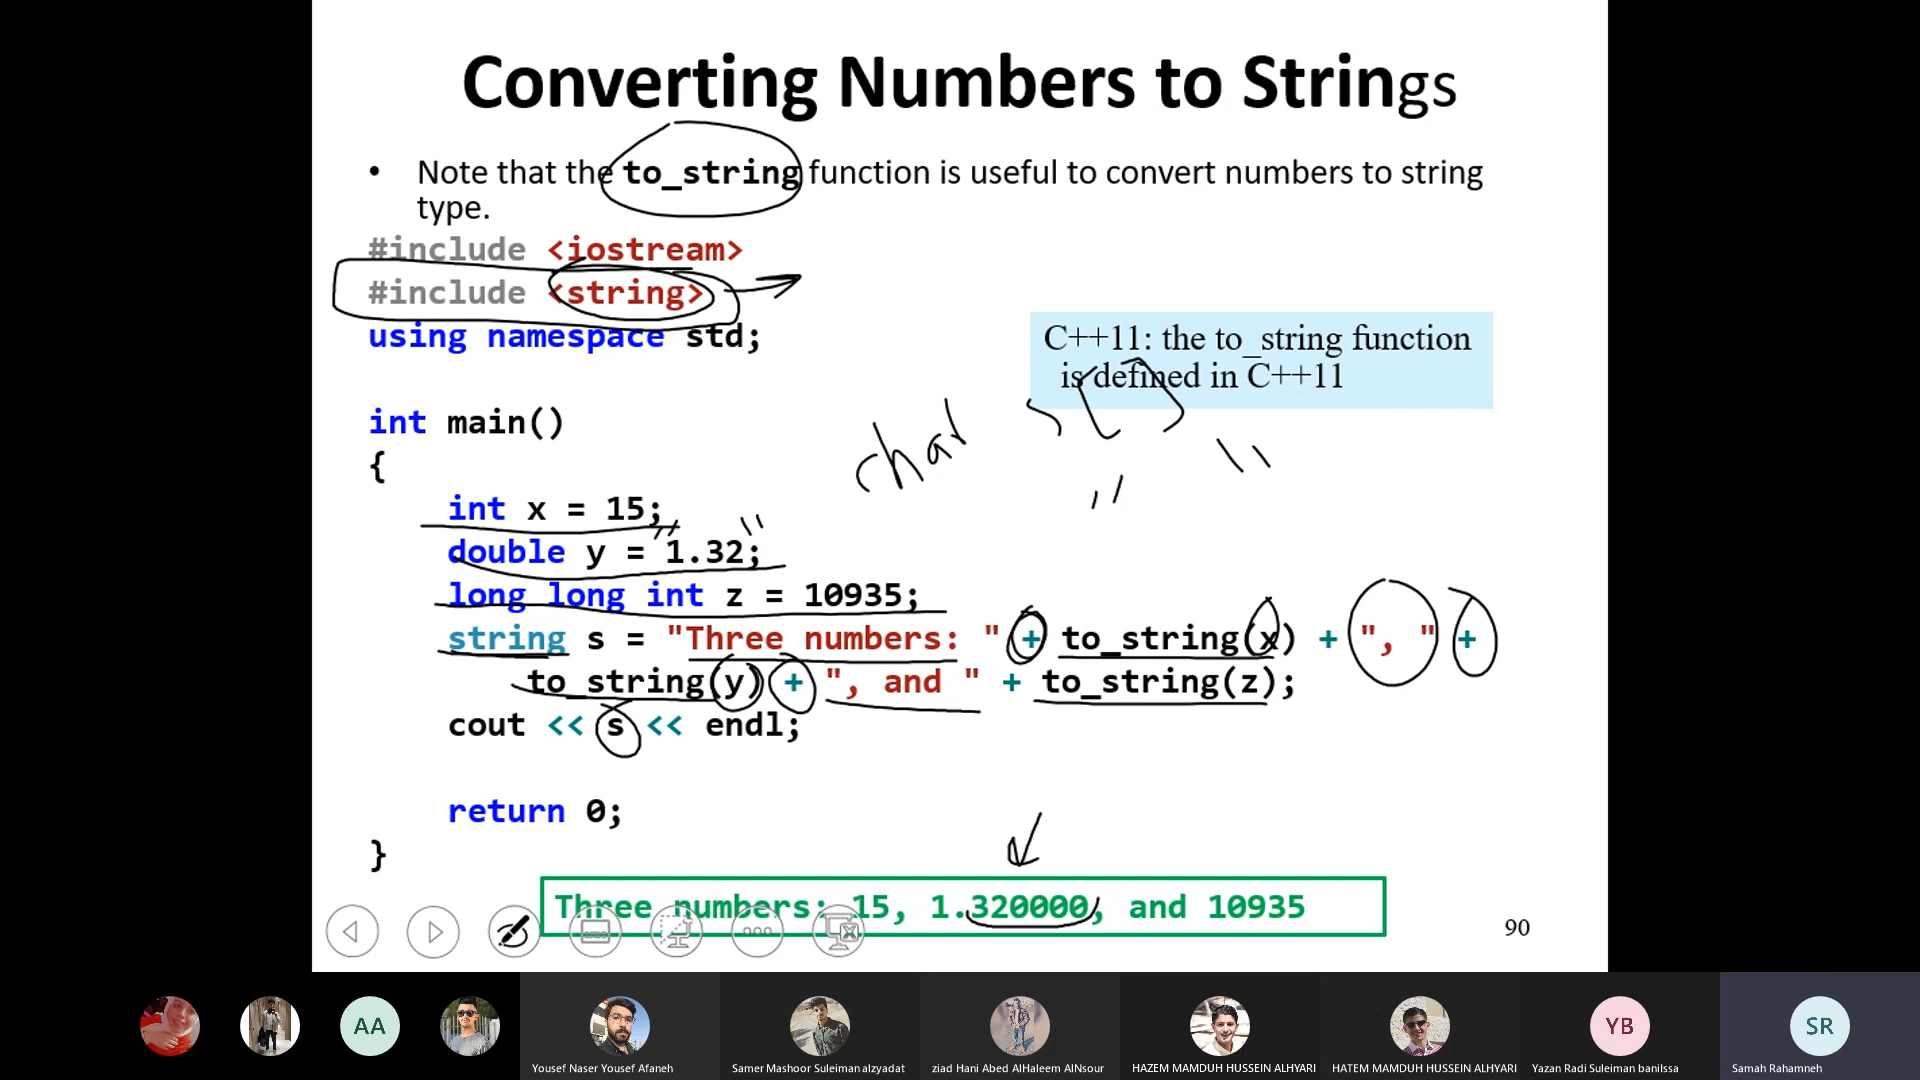 Converting Numbers to Strings
• Note that the to_string function is useful to convert numbers to string
type.
#include <iostream>
#include <string>
using namespace std;
C++11: the to_string function
is defined in C++11
int main()
{
char s[]
" "
int x = 15;
" "
double y = 1.32;
long long int z = 10935;
string s = "Three numbers: " + to_string(x) + ", " +
to_string(y) + ", and " + to_string(z);
cout << s << endl;
return 0;
}
Three numbers: 15, 1.320000, and 10935
90
AA
YB
SR
Yousef Naser Yousef Afaneh
Samer Mashoor Suleiman alzyadat
ziad Hani Abed AlHaleem AlNsour
HAZEM MAMDUH HUSSEIN ALHYARI
HATEM MAMDUH HUSSEIN ALHYARI
Yazan Radi Suleiman banilssa
Samah Rahamneh